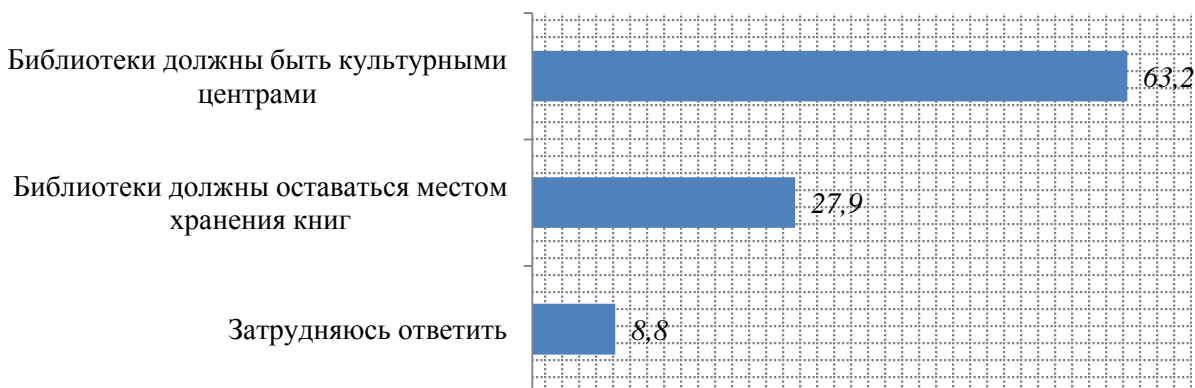 Библиотеки должны быть культурными
центрами
63,2
Библиотеки должны оставаться местом
хранения книг
27,9
Затрудняюсь ответить
8,8